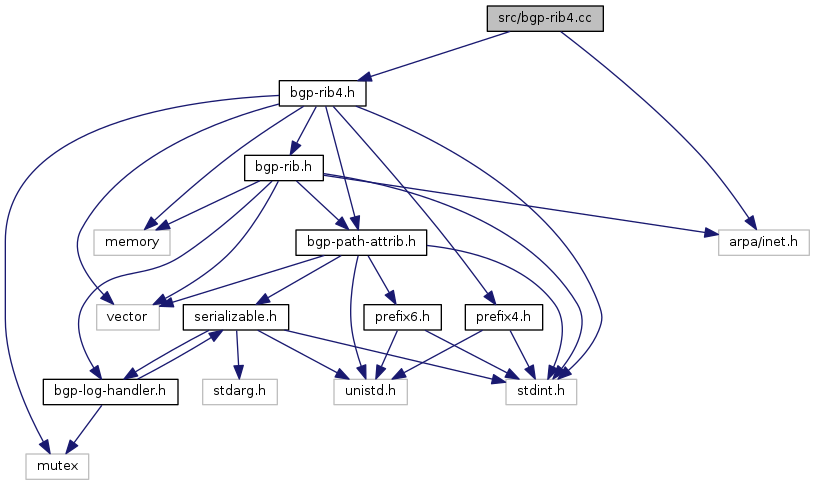 src/bgp-rib4.cc
bgp-rib4.h
bgp-rib.h
memory
bgp-path-attrib.h
arpa/inet.h
vector
serializable.h
prefix6.h
prefix4.h
bgp-log-handler.h
stdarg.h
unistd.h
stdint.h
mutex